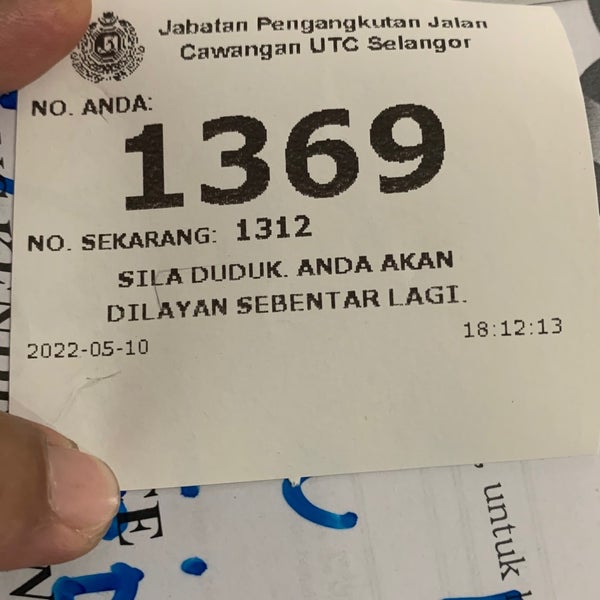 Jabatan Pengangkutan Jalan
Cawangan UTC Selangor
NO. ANDA:
1369
NO. SEKARANG: 1312
SILA DUDUK. ANDA AKAN
DILAYAN SEBENTAR LAGI.
2022-05-10 18:12:13
, untuk